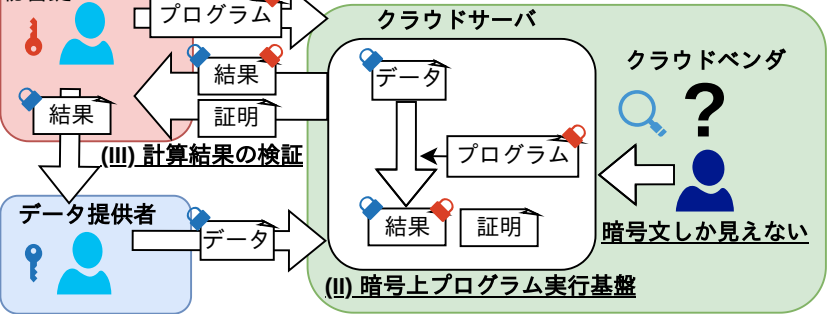 プログラム
クラウドサーバ
結果
証明
結果
(III) 計算結果の検証
データ
プログラム
結果
証明
クラウドベンダ
?
暗号文しか見えない
データ提供者
データ
(II) 暗号上プログラム実行基盤